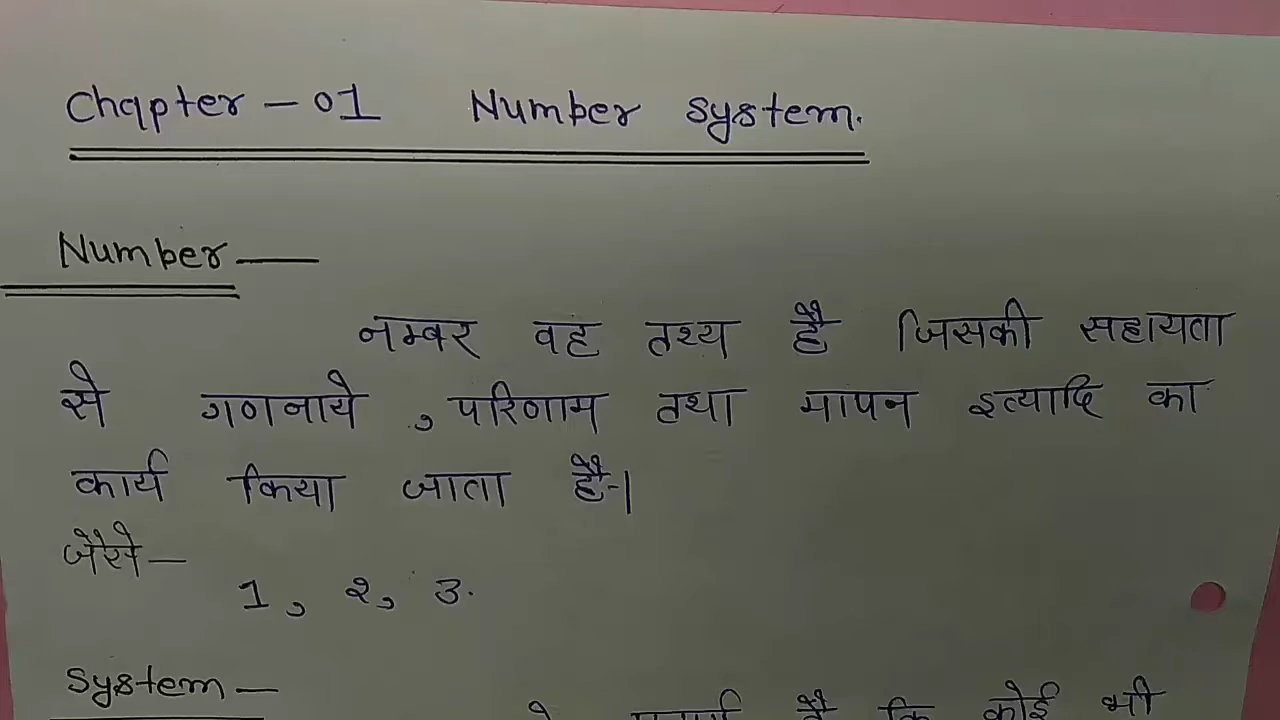 Chapter - 01 Number system.
Number —
नम्बर वह तथ्य है जिसकी सहायता
से गणनाये , परिणाम तथा मापन इत्यादि का
कार्य किया जाता है-।
जैसे —
1, 2, 3.
System —
है कि कोई भी